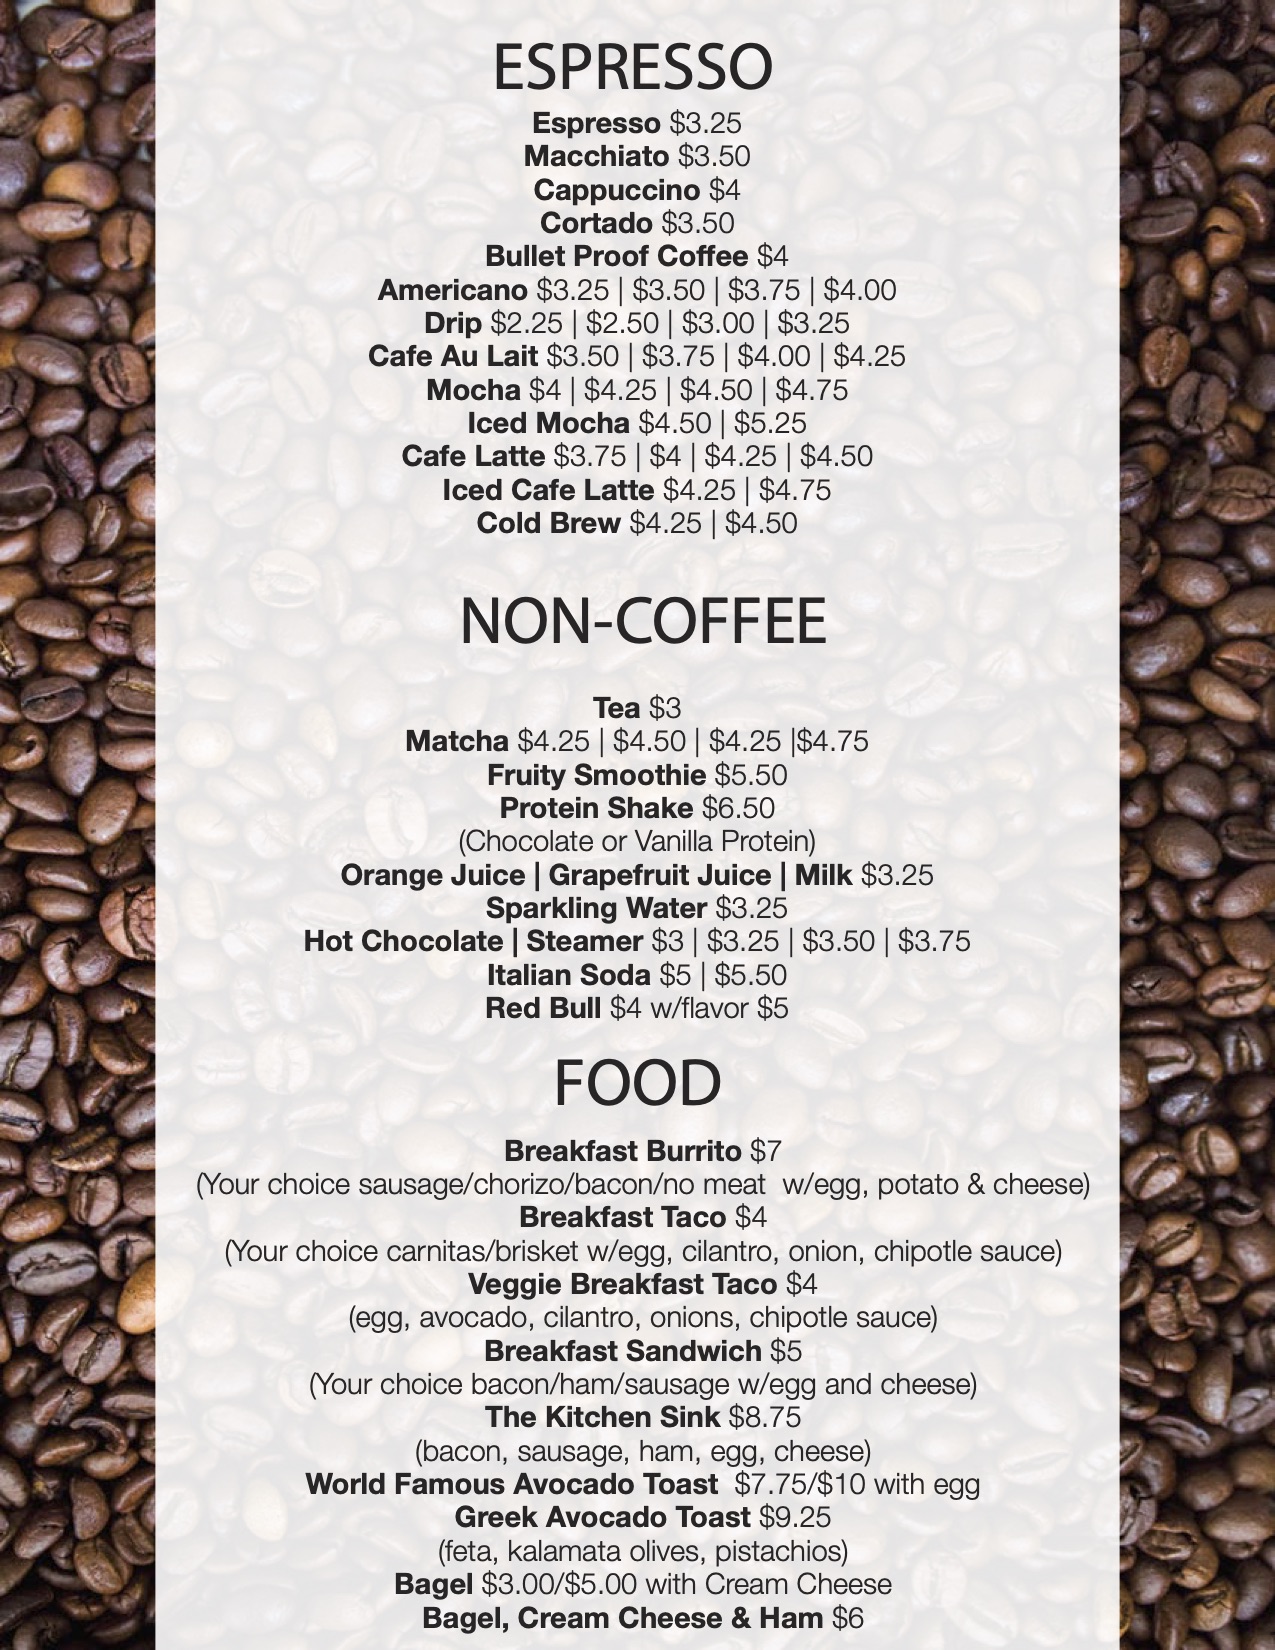 ESPRESSO
Espresso $3.25
Macchiato $3.50
Cappuccino $4
Cortado $3.50
Bullet Proof Coffee $4
Americano $3.25 | $3.50 | $3.75 | $4.00
Drip $2.25 | $2.50 | $3.00 | $3.25
Cafe Au Lait $3.50 | $3.75 | $4.00 | $4.25
Mocha $4 | $4.25 | $4.50 | $4.75
Iced Mocha $4.50 | $5.25
Cafe Latte $3.75 | $4 | $4.25 | $4.50
Iced Cafe Latte $4.25 | $4.75
Cold Brew $4.25 | $4.50
NON-COFFEE
Tea $3
Matcha $4.25 | $4.50 | $4.25 |$4.75
Fruity Smoothie $5.50
Protein Shake $6.50
(Chocolate or Vanilla Protein)
Orange Juice | Grapefruit Juice | Milk $3.25
Sparkling Water $3.25
Hot Chocolate | Steamer $3 | $3.25 | $3.50 | $3.75
Italian Soda $5 | $5.50
Red Bull $4 w/flavor $5
FOOD
Breakfast Burrito $7
(Your choice sausage/chorizo/bacon/no meat  w/egg, potato & cheese)
Breakfast Taco $4
(Your choice carnitas/brisket w/egg, cilantro, onion, chipotle sauce)
Veggie Breakfast Taco $4
(egg, avocado, cilantro, onions, chipotle sauce)
Breakfast Sandwich $5
(Your choice bacon/ham/sausage w/egg and cheese)
The Kitchen Sink $8.75
(bacon, sausage, ham, egg, cheese)
World Famous Avocado Toast  $7.75/$10 with egg
Greek Avocado Toast $9.25
(feta, kalamata olives, pistachios)
Bagel $3.00/$5.00 with Cream Cheese
Bagel, Cream Cheese & Ham $6